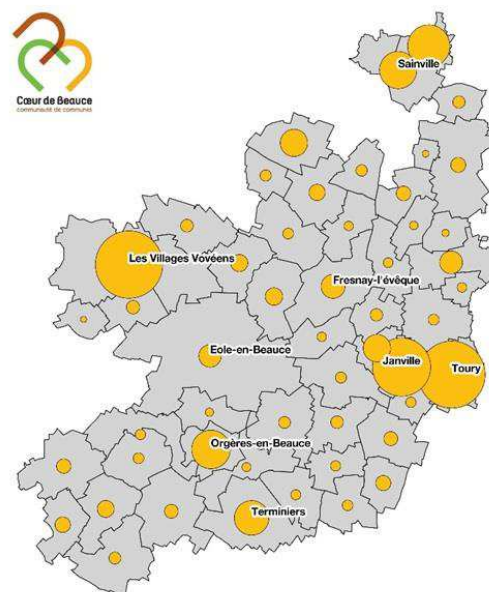 Cœur de Beauce
communauté de communes
Sainville
Les Villages Vovéens
Fresnay-l'évêque
Eole-en-Beauce
Janville
Toury
Orgères-en-Beauce
Terminiers